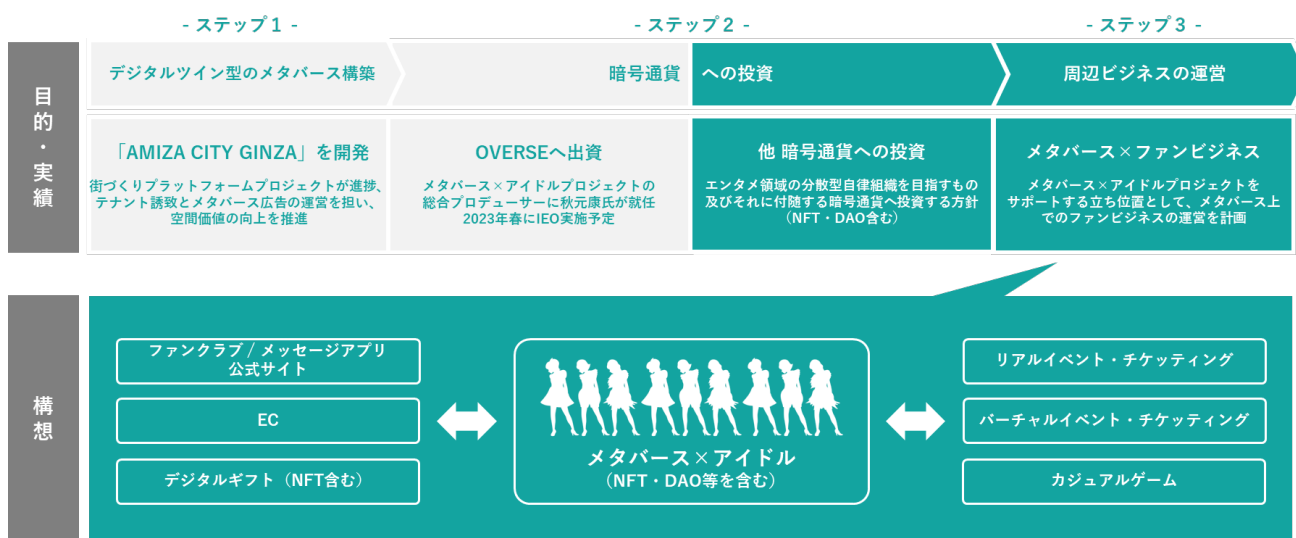 - ステップ1 -
- ステップ2 -
- ステップ3 -
目的・実績
デジタルツイン型のメタバース構築
暗号通貨 への投資
周辺ビジネスの運営
「AMIZA CITY GINZA」を開発
街づくりプラットフォームプロジェクトが進捗、
テナント誘致とメタバース広告の運営を担い、
空間価値の向上を推進
OVERSEへ出資
メタバース×アイドルプロジェクトの
総合プロデューサーに秋元康氏が就任
2023年春にIEO実施予定
他 暗号通貨への投資
エンタメ領域の分散型自律組織を目指すもの
及びそれに付随する暗号通貨へ投資する方針
（NFT・DAO含む）
メタバース×ファンビジネス
メタバース×アイドルプロジェクトを
サポートする立ち位置として、メタバース上
でのファンビジネスの運営を計画
構想
ファンクラブ / メッセージアプリ
公式サイト
EC
デジタルギフト（NFT含む）
メタバース×アイドル
（NFT・DAO等を含む）
リアルイベント・チケッティング
バーチャルイベント・チケッティング
カジュアルゲーム